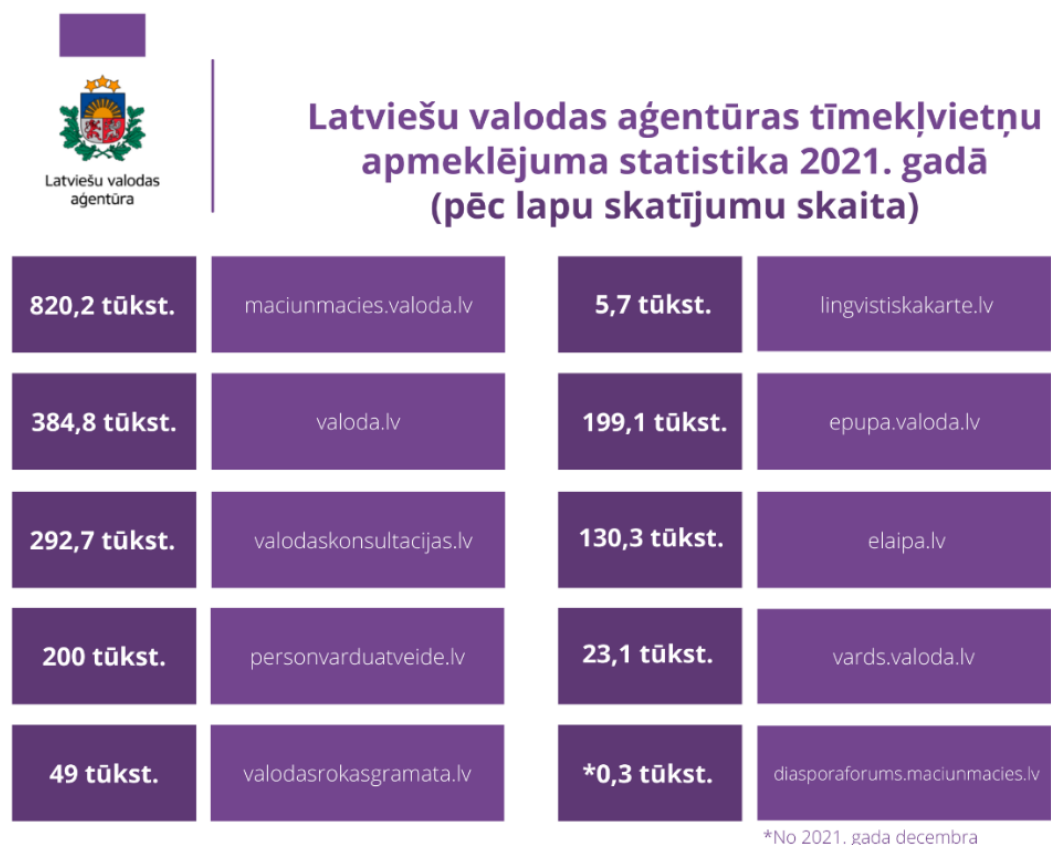 Latviešu valodas
aģentūra
Latviešu valodas aģentūras tīmekļvietņu
apmeklējuma statistika 2021. gadā
(pēc lapu skatījumu skaita)
820,2 tūkst.
maciunmacies.valoda.lv
384,8 tūkst.
valoda.lv
292,7 tūkst.
valodaskonsultacijas.lv
200 tūkst.
personvarduatveide.lv
49 tūkst.
valodasrokasgramata.lv
5,7 tūkst.
lingvistiskakarte.lv
199,1 tūkst.
epupa.valoda.lv
130,3 tūkst.
elaipa.lv
23,1 tūkst.
vards.valoda.lv
*0,3 tūkst.
diasporaforums.maciunmacies.lv
*No 2021. gada decembra